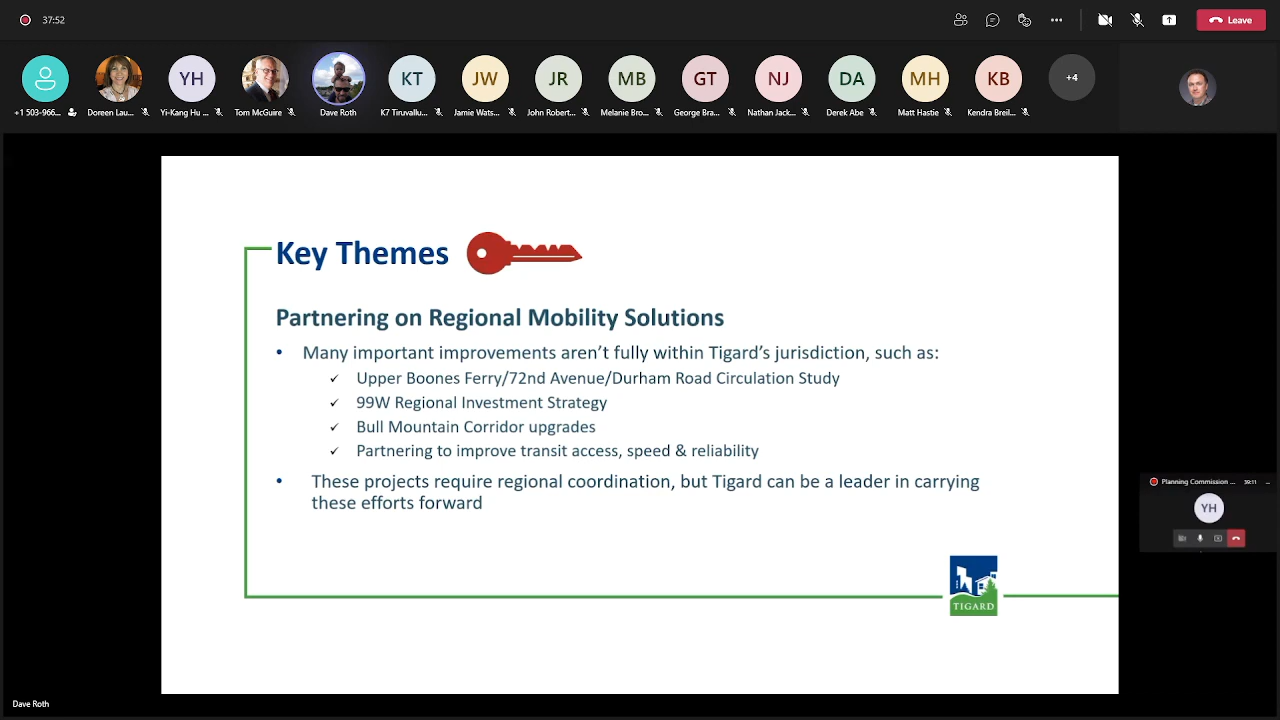 37:52
Leave
YH
KT
JW
JR
MB
GT
NJ
DA
MH
KB
+4
+1 503-966...
Doreen Lau...
Yi-Kang Hu ...
Tom McGuire
Dave Roth
K7 Tiruvallu...
Jamie Wats...
John Robert...
Melanie Bro...
George Bra...
Nathan Jack...
Derek Abe
Matt Hastie
Kendra Breil...
Key Themes
Partnering on Regional Mobility Solutions
• Many important improvements aren't fully within Tigard's jurisdiction, such as:
✓ Upper Boones Ferry/72nd Avenue/Durham Road Circulation Study
✓ 99W Regional Investment Strategy
✓ Bull Mountain Corridor upgrades
✓ Partnering to improve transit access, speed & reliability
• These projects require regional coordination, but Tigard can be a leader in carrying
these efforts forward
TIGARD
Planning Commission ... 39:11 ...
YH
Dave Roth